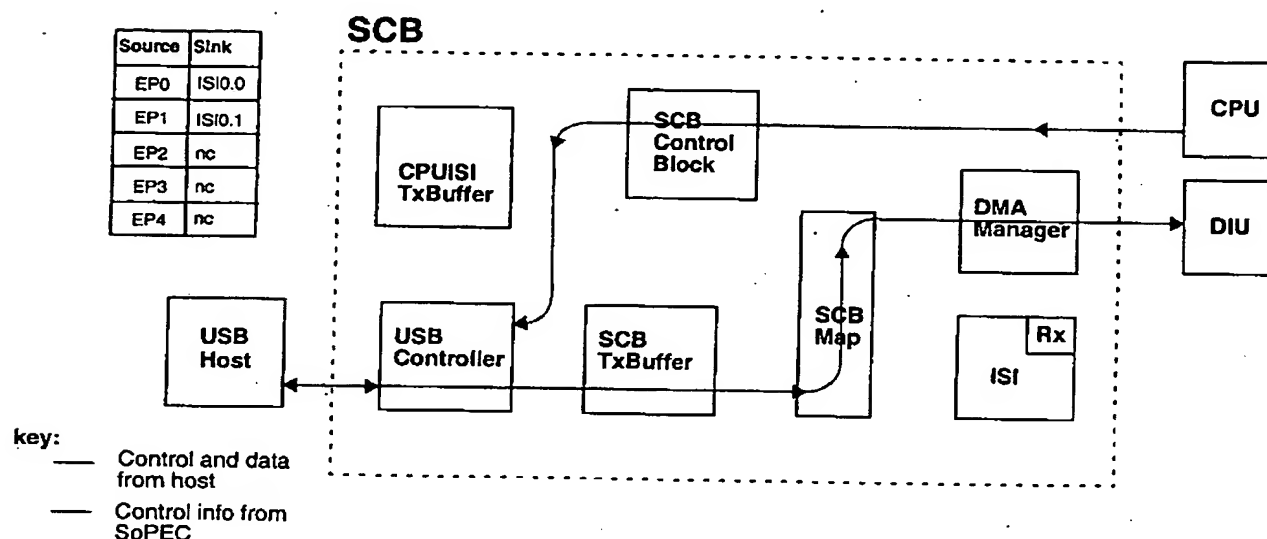 SCB
Source Sink
EP0 ISI0.0
EP1 ISI0.1
EP2 nc
EP3 nc
EP4 nc
CPUISI
TxBuffer
SCB
Control
Block
CPU
DMA
Manager
DIU
USB
Host
USB
Controller
SCB
TxBuffer
SCB
Map
Rx
ISI
key:
Control and data
from host
Control info from
SoPEC